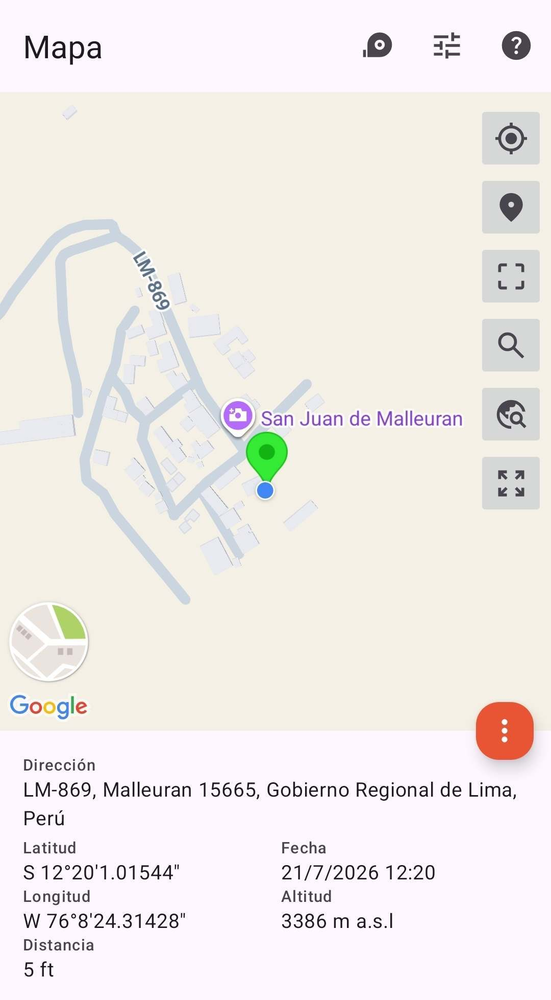 Mapa
LM-869
San Juan de Malleuran
Google
Dirección
LM-869, Malleuran 15665, Gobierno Regional de Lima,
Perú
Latitud
S 12°20'1.01544"
Fecha
21/7/2026 12:20
Longitud
W 76°8'24.31428"
Altitud
3386 m a.s.l
Distancia
5 ft